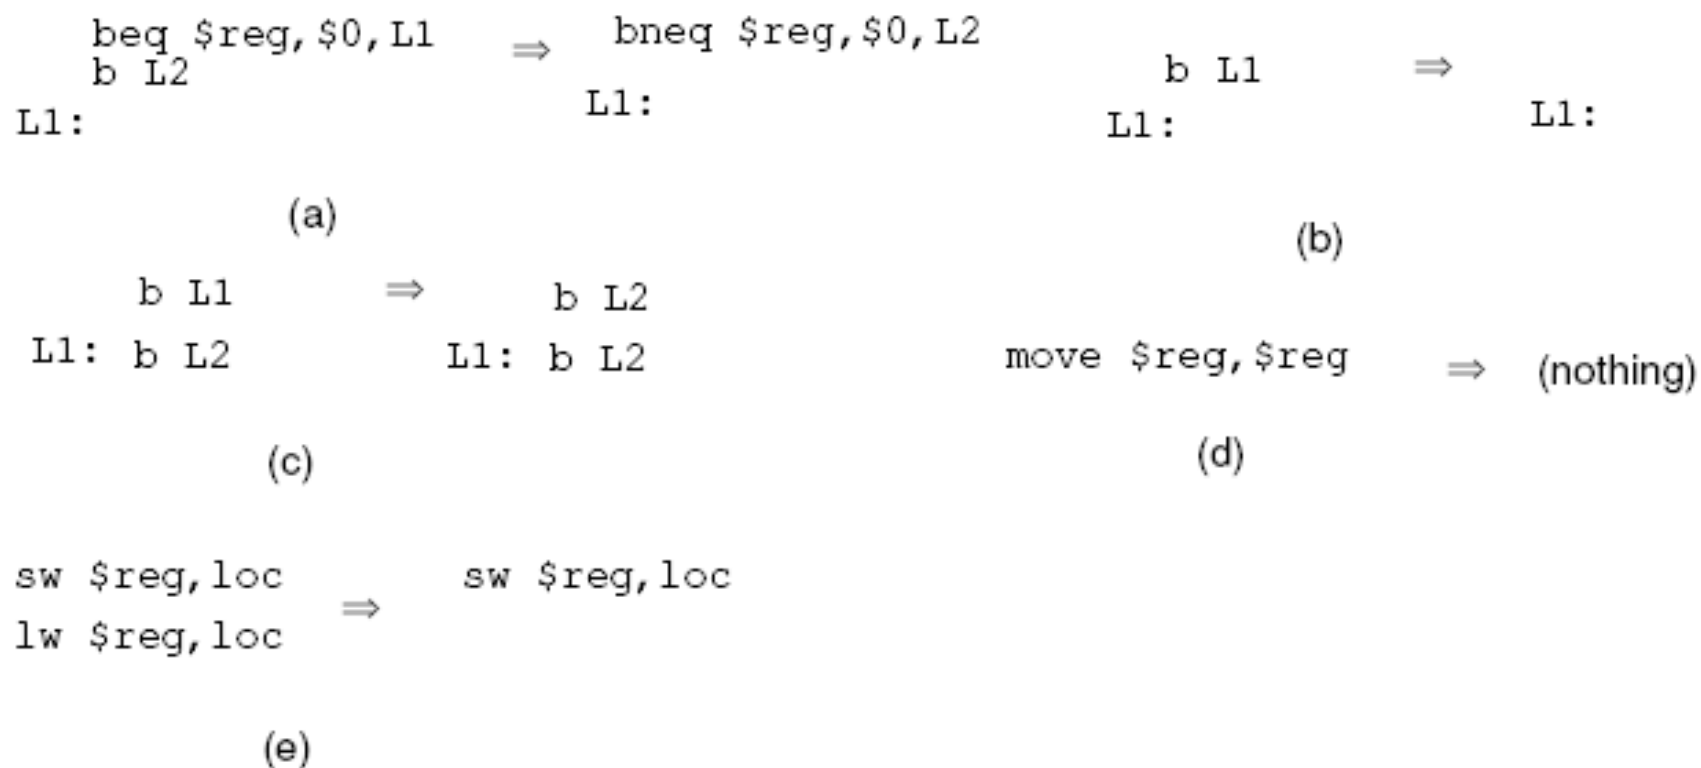 beq $reg,$0,L1 ⇒ bneq $reg,$0,L2
b L2
L1: L1:
(a)
b L1 ⇒
L1: L1:
(b)
b L1 ⇒ b L2
L1: b L2 L1: b L2
(c)
move $reg,$reg ⇒ (nothing)
(d)
sw $reg,loc ⇒ sw $reg,loc
lw $reg,loc
(e)